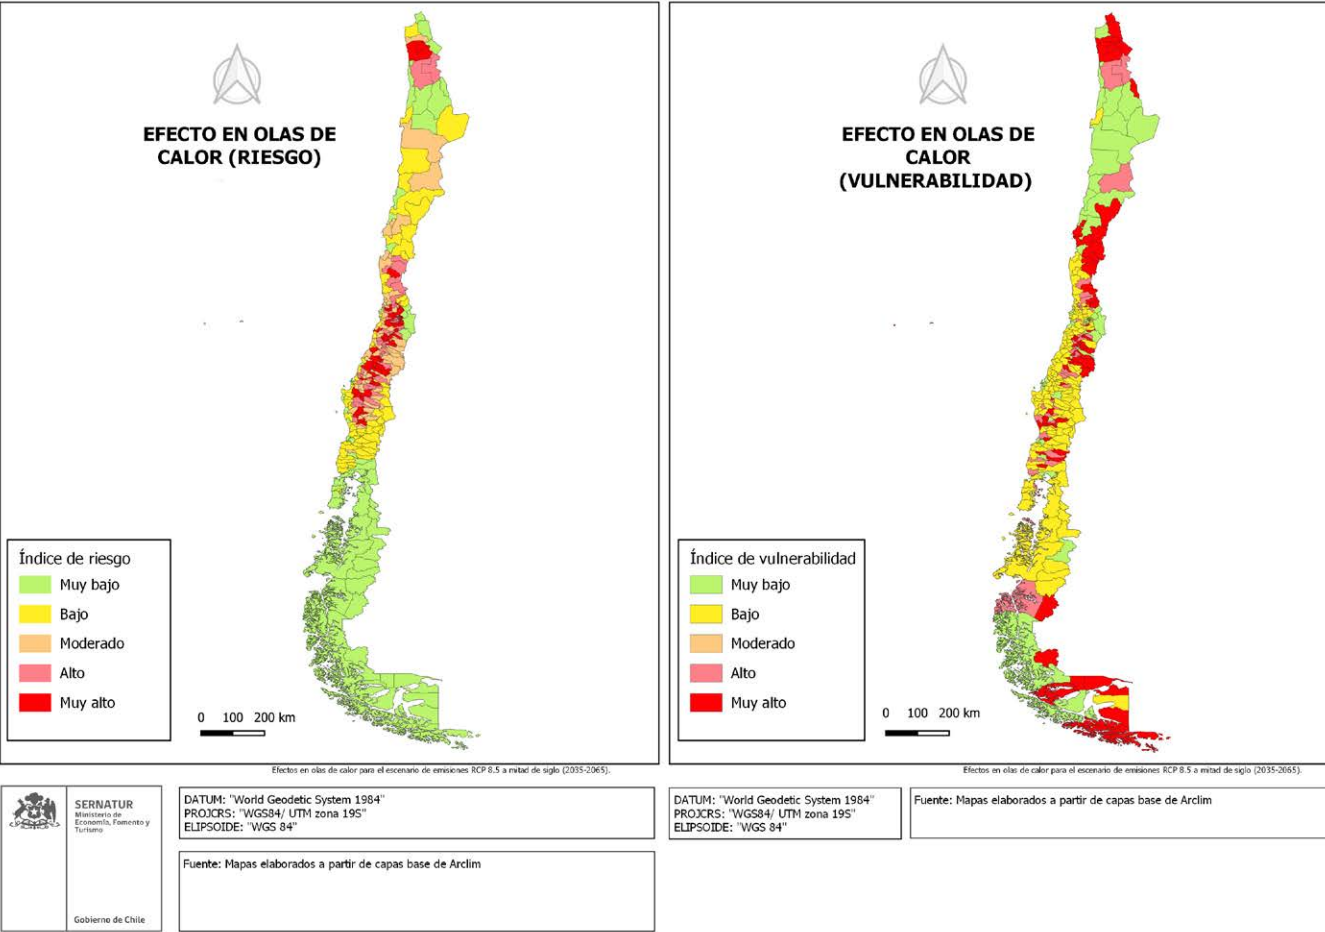 EFECTO EN OLAS DE
CALOR (RIESGO)
Índice de riesgo
Muy bajo
Bajo
Moderado
Alto
Muy alto
0 100 200 km
Efectos en olas de calor para el escenario de emisiones RCP 8.5 a mitad de siglo (2035-2065).
EFECTO EN OLAS DE
CALOR
(VULNERABILIDAD)
Índice de vulnerabilidad
Muy bajo
Bajo
Moderado
Alto
Muy alto
0 100 200 km
Efectos en olas de calor para el escenario de emisiones RCP 8.5 a mitad de siglo (2035-2065).
SERNATUR
Ministerio de
Economía, Fomento y
Turismo
Gobierno de Chile
DATUM: "World Geodetic System 1984"
PROJCRS: "WGS84/ UTM zona 19S"
ELIPSOIDE: "WGS 84"
Fuente: Mapas elaborados a partir de capas base de Arclim
DATUM: "World Geodetic System 1984"
PROJCRS: "WGS84/ UTM zona 19S"
ELIPSOIDE: "WGS 84"
Fuente: Mapas elaborados a partir de capas base de Arclim